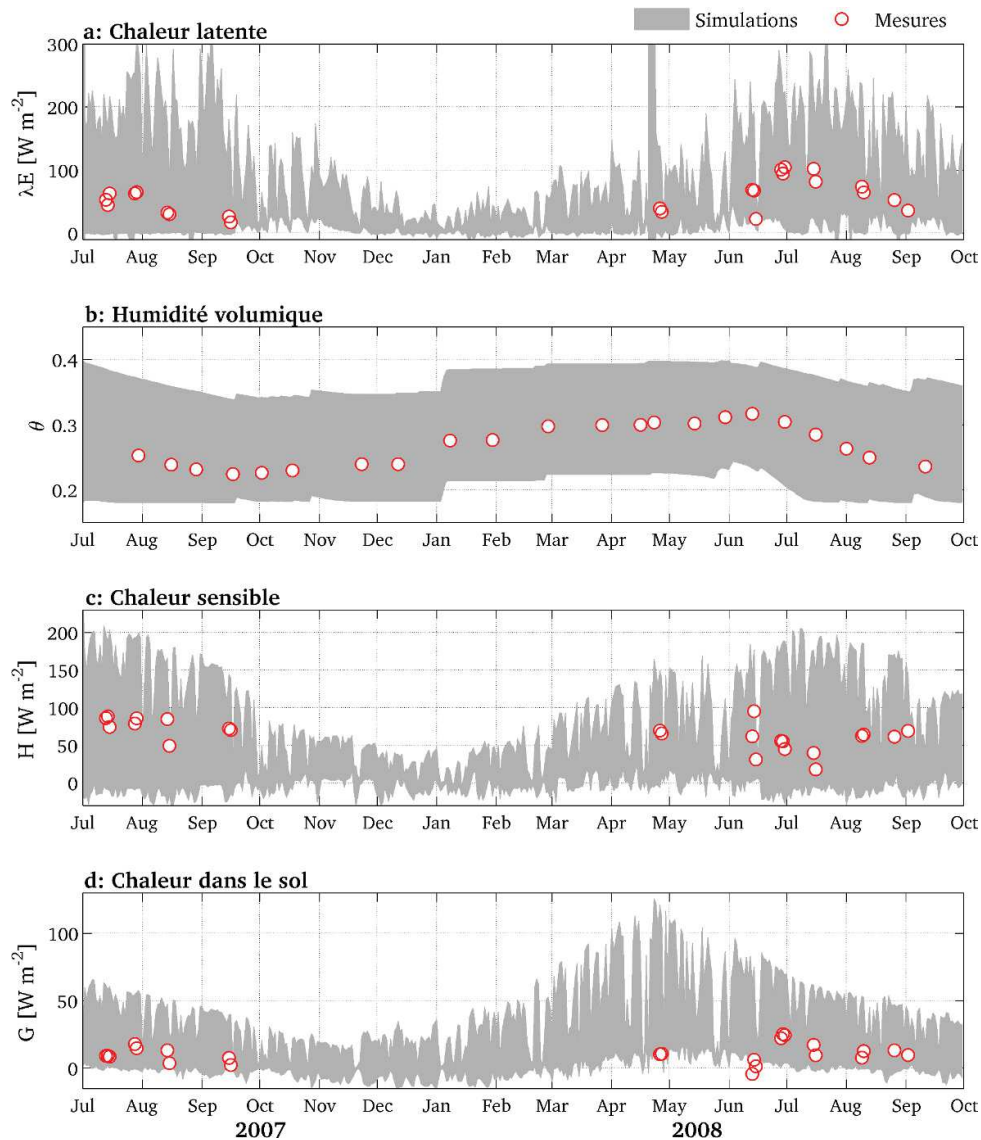 Simulations Mesures
a: Chaleur latente
300
200
100
0
λE [W m-2]
Jul Aug Sep Oct Nov Dec Jan Feb Mar Apr May Jun Jul Aug Sep Oct
b: Humidité volumique
0.4
0.3
0.2
θ
Jul Aug Sep Oct Nov Dec Jan Feb Mar Apr May Jun Jul Aug Sep Oct
c: Chaleur sensible
200
150
100
50
0
H [W m-2]
Jul Aug Sep Oct Nov Dec Jan Feb Mar Apr May Jun Jul Aug Sep Oct
d: Chaleur dans le sol
100
50
0
G [W m-2]
Jul Aug Sep Oct Nov Dec Jan Feb Mar Apr May Jun Jul Aug Sep Oct
2007 2008